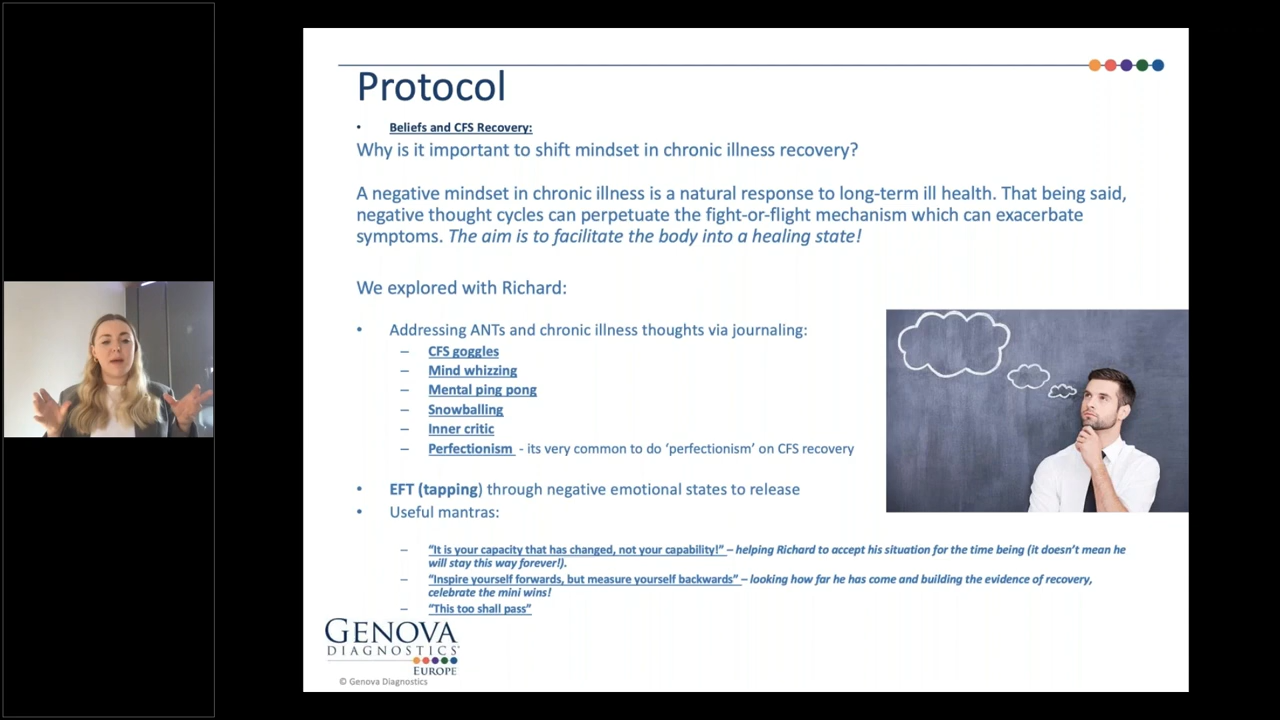 Protocol
• Beliefs and CFS Recovery:
Why is it important to shift mindset in chronic illness recovery?
A negative mindset in chronic illness is a natural response to long-term ill health. That being said,
negative thought cycles can perpetuate the fight-or-flight mechanism which can exacerbate
symptoms. The aim is to facilitate the body into a healing state!
We explored with Richard:
• Addressing ANTs and chronic illness thoughts via journaling:
– CFS goggles
– Mind whizzing
– Mental ping pong
– Snowballing
– Inner critic
– Perfectionism - its very common to do ‘perfectionism’ on CFS recovery
• EFT (tapping) through negative emotional states to release
• Useful mantras:
– “It is your capacity that has changed, not your capability!” – helping Richard to accept his situation for the time being (it doesn’t mean he
will stay this way forever!).
– “Inspire yourself forwards, but measure yourself backwards” – looking how far he has come and building the evidence of recovery,
celebrate the mini wins!
– “This too shall pass”
GENOVA
DIAGNOSTICS
EUROPE
© Genova Diagnostics